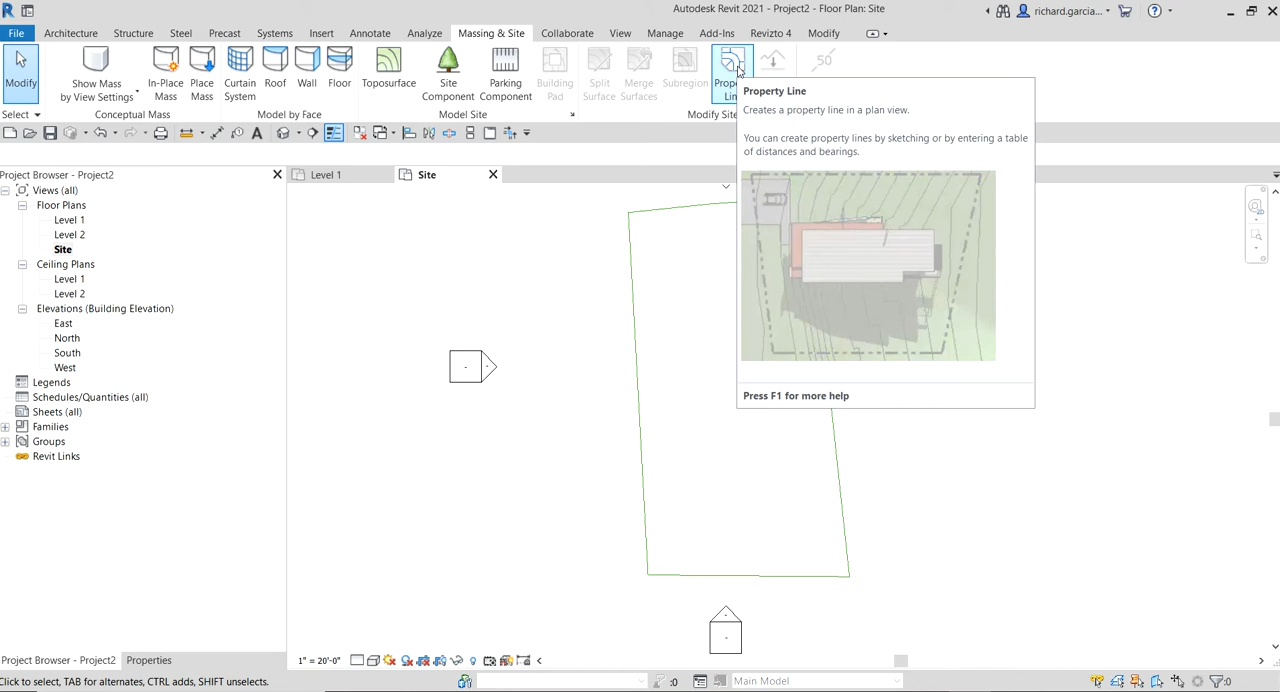 Autodesk Revit 2021 - Project2 - Floor Plan: Site
richard.garcia...
File Architecture Structure Steel Precast Systems Insert Annotate Analyze Massing & Site Collaborate View Manage Add-Ins Revizto 4 Modify
Modify
Show Mass
by View Settings
In-Place
Mass
Place
Mass
Curtain
System
Roof
Wall
Floor
Toposurface
Site
Component
Parking
Component
Building
Pad
Split
Surface
Merge
Surfaces
Subregion
50
Select
Conceptual Mass
Model by Face
Model Site
Modify Site
Property Line
Creates a property line in a plan view.
You can create property lines by sketching or by entering a table
of distances and bearings.
Press F1 for more help
Project Browser - Project2
Level 1
Site
Views (all)
Floor Plans
Level 1
Level 2
Site
Ceiling Plans
Level 1
Level 2
Elevations (Building Elevation)
East
North
South
West
Legends
Schedules/Quantities (all)
Sheets (all)
Families
Groups
Revit Links
Project Browser - Project2
Properties
1" = 20'-0"
Click to select, TAB for alternates, CTRL adds, SHIFT unselects.
:0
Main Model
:0